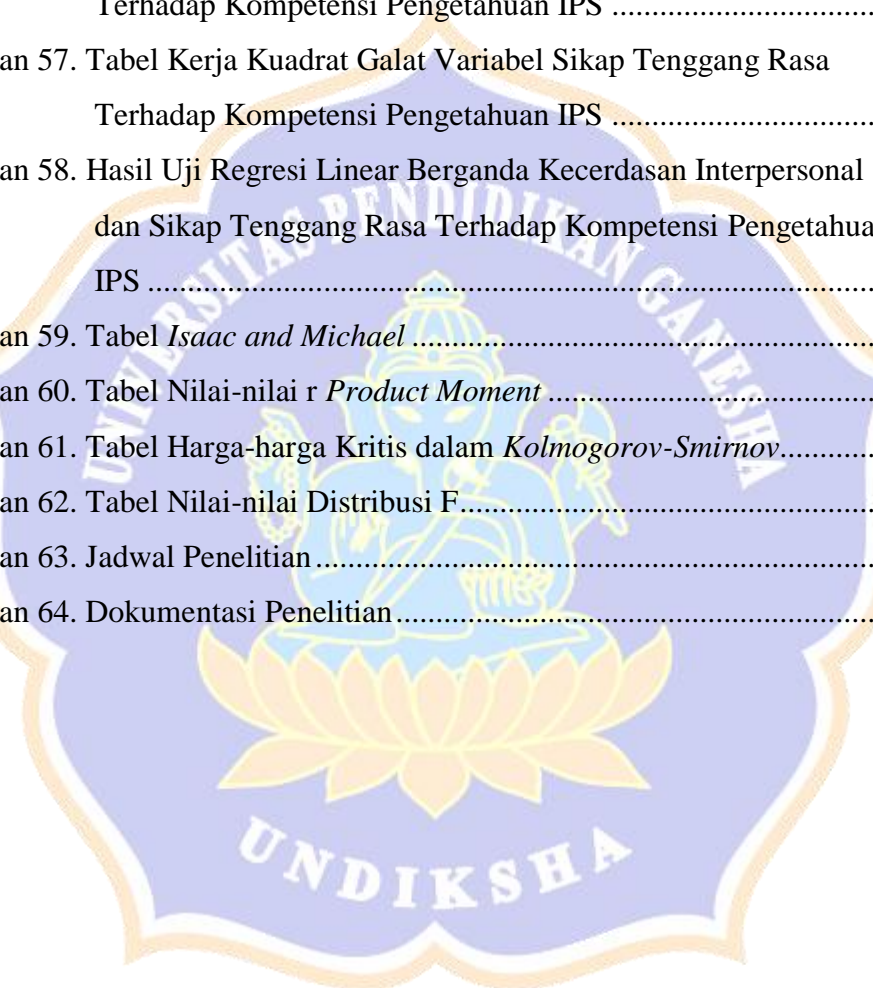 Terhadap Kompetensi Pengetahuan IPS ..................................
an 57. Tabel Kerja Kuadrat Galat Variabel Sikap Tenggang Rasa
Terhadap Kompetensi Pengetahuan IPS ..................................
an 58. Hasil Uji Regresi Linear Berganda Kecerdasan Interpersonal
dan Sikap Tenggang Rasa Terhadap Kompetensi Pengetahua
IPS ...........................................................................................
an 59. Tabel Isaac and Michael ..........................................................
an 60. Tabel Nilai-nilai r Product Moment .........................................
an 61. Tabel Harga-harga Kritis dalam Kolmogorov-Smirnov............
an 62. Tabel Nilai-nilai Distribusi F....................................................
an 63. Jadwal Penelitian......................................................................
an 64. Dokumentasi Penelitian............................................................
UNIVERSITAS PENDIDIKAN GANESHA
UNDIKSHA